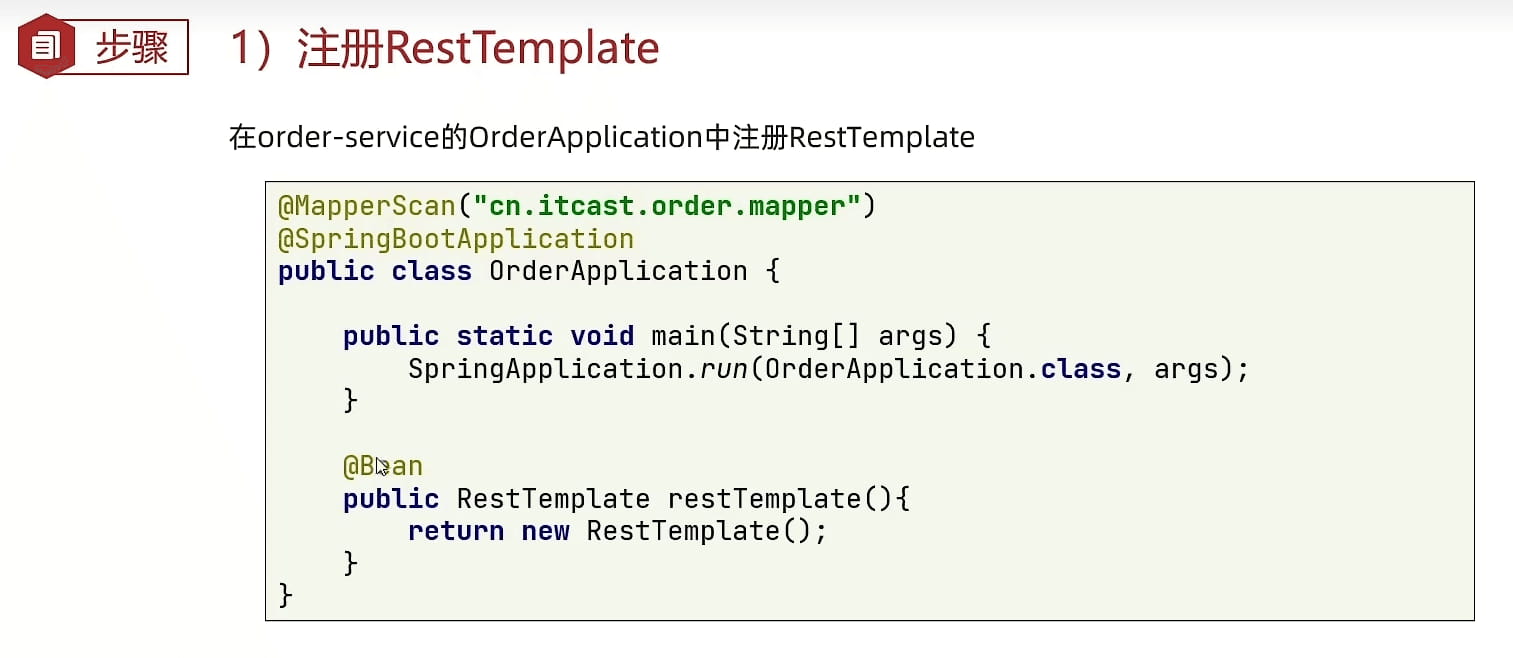 步骤
1）注册RestTemplate
在order-service的OrderApplication中注册RestTemplate
@MapperScan("cn.itcast.order.mapper")
@SpringBootApplication
public class OrderApplication {
public static void main(String[] args) {
SpringApplication.run(OrderApplication.class, args);
}
@Bean
public RestTemplate restTemplate(){
return new RestTemplate();
}
}